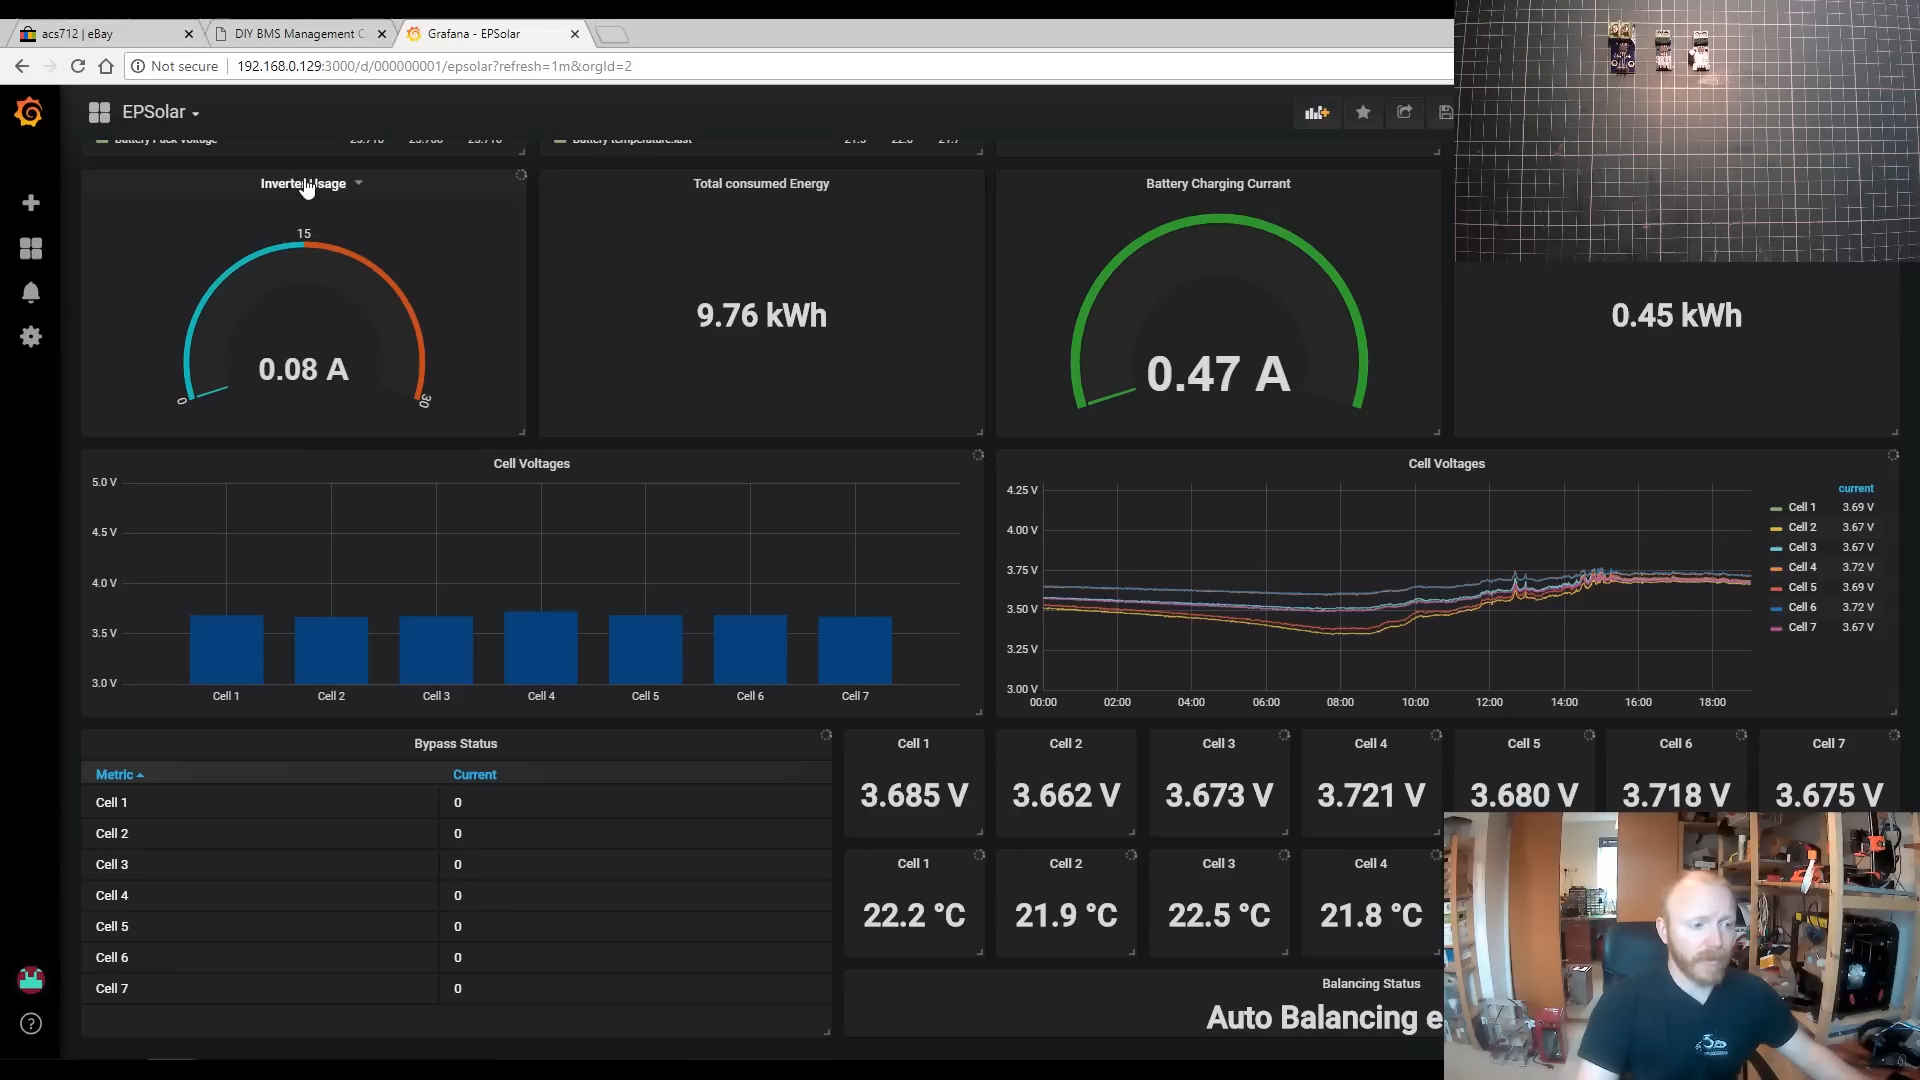 acs712 | eBay
DIY BMS Management C
Grafana - EPSolar
Not secure
192.168.0.129:3000/d/000000001/epsolar?refresh=1m&orgId=2
EPSolar
Battery Pack Voltage
Battery temperature.last
Inverter Usage
Total consumed Energy
Battery Charging Currant
15
0
30
0.08 A
9.76 kWh
0.47 A
0.45 kWh
Cell Voltages
5.0 V
4.5 V
4.0 V
3.5 V
3.0 V
Cell 1 Cell 2 Cell 3 Cell 4 Cell 5 Cell 6 Cell 7
Cell Voltages
4.25 V
4.00 V
3.75 V
3.50 V
3.25 V
3.00 V
00:00 02:00 04:00 06:00 08:00 10:00 12:00 14:00 16:00 18:00
current
Cell 1 3.69 V
Cell 2 3.67 V
Cell 3 3.67 V
Cell 4 3.72 V
Cell 5 3.69 V
Cell 6 3.72 V
Cell 7 3.67 V
Bypass Status
Metric Current
Cell 1 0
Cell 2 0
Cell 3 0
Cell 4 0
Cell 5 0
Cell 6 0
Cell 7 0
Cell 1 Cell 2 Cell 3 Cell 4 Cell 5 Cell 6 Cell 7
3.685 V 3.662 V 3.673 V 3.721 V 3.680 V 3.718 V 3.675 V
Cell 1 Cell 2 Cell 3 Cell 4
22.2 °C 21.9 °C 22.5 °C 21.8 °C
Balancing Status
Auto Balancing e